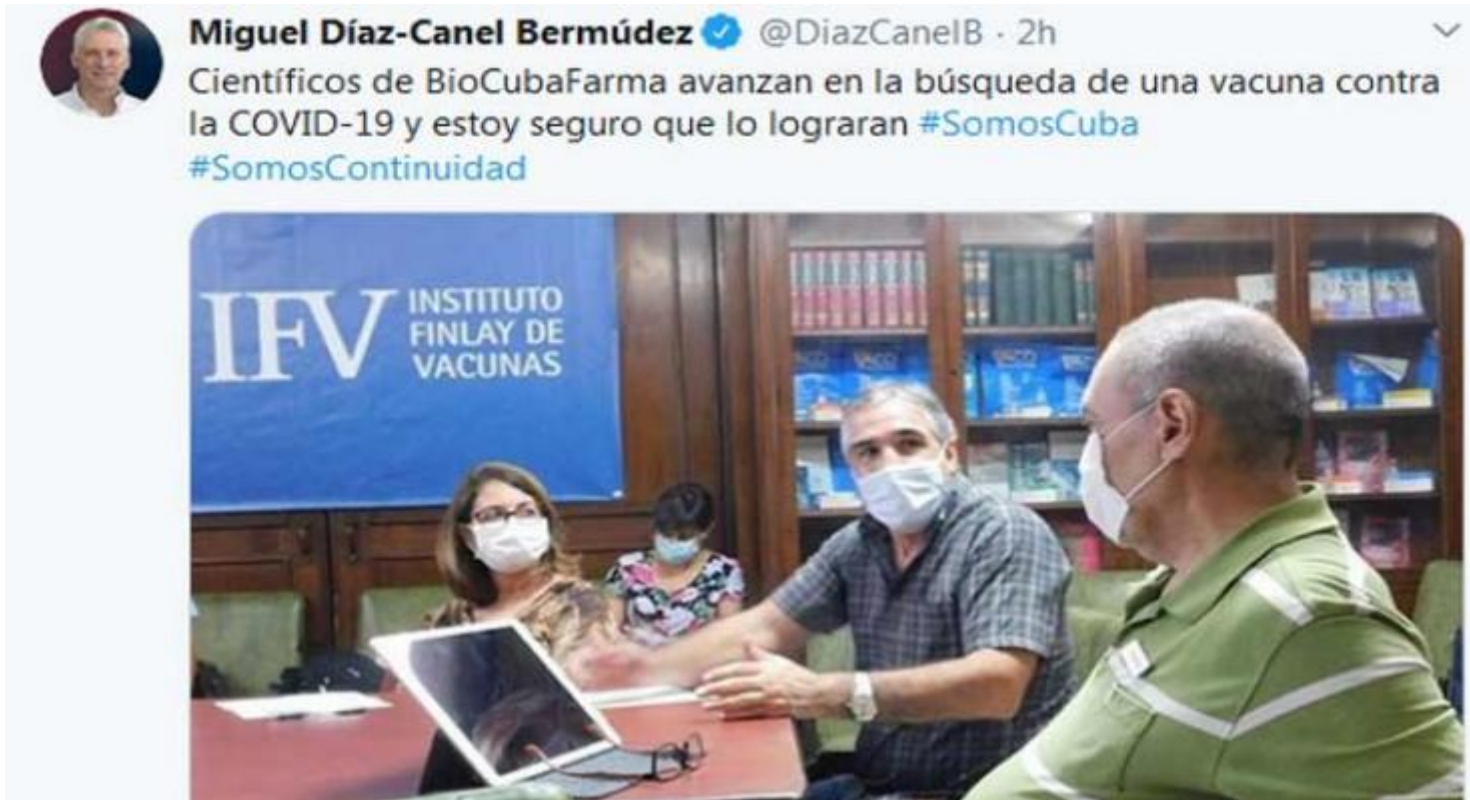 Miguel Díaz-Canel Bermúdez @DiazCanelB · 2h
Científicos de BioCubaFarma avanzan en la búsqueda de una vacuna contra
la COVID-19 y estoy seguro que lo lograran #SomosCuba
#SomosContinuidad
IFV INSTITUTO
FINLAY DE
VACUNAS